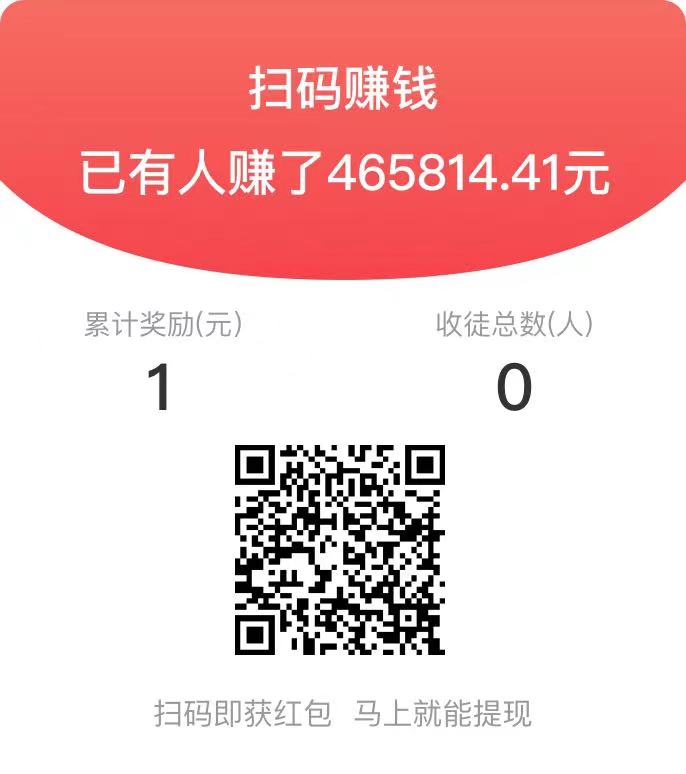 扫码赚钱
已有人赚了465814.41元
累计奖励(元) 收徒总数(人)
1 0
扫码即获红包 马上就能提现